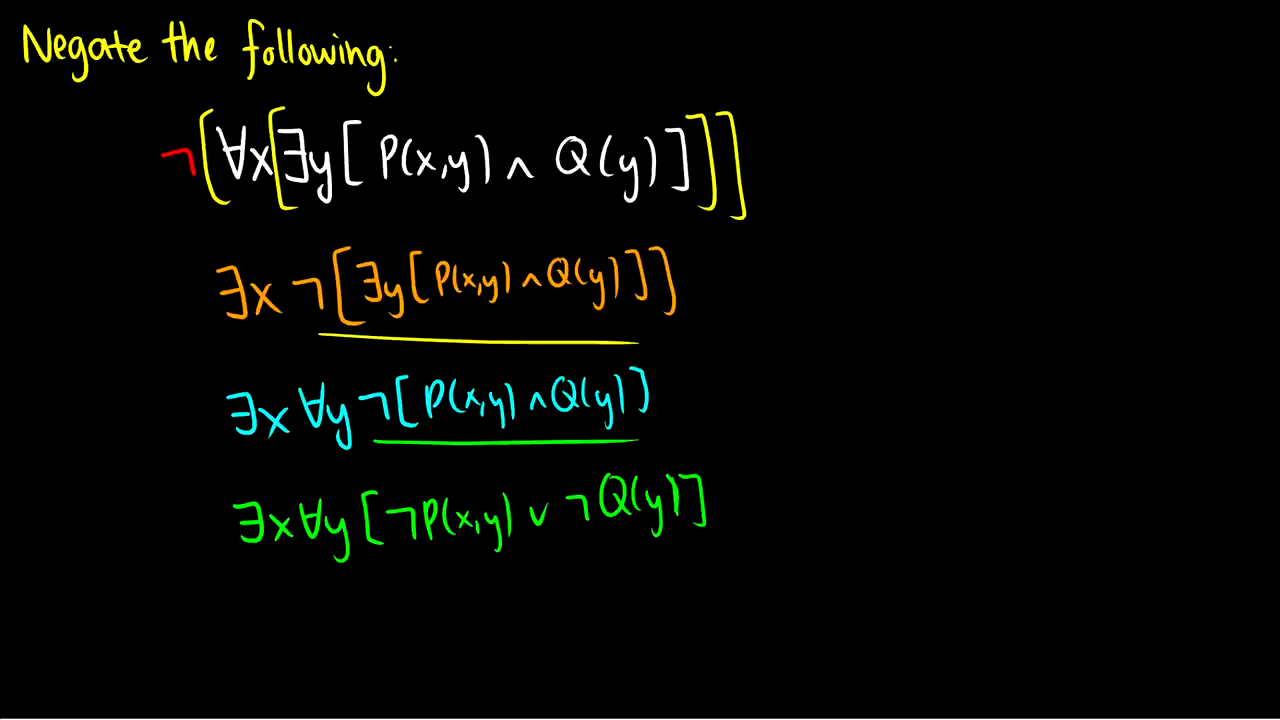 Negate the following:
¬[∀x[∃y[P(x,y) ∧ Q(y)]]]
∃x ¬[∃y[P(x,y) ∧ Q(y)]]
∃x ∀y ¬[P(x,y) ∧ Q(y)]
∃x ∀y [¬P(x,y) ∨ ¬Q(y)]